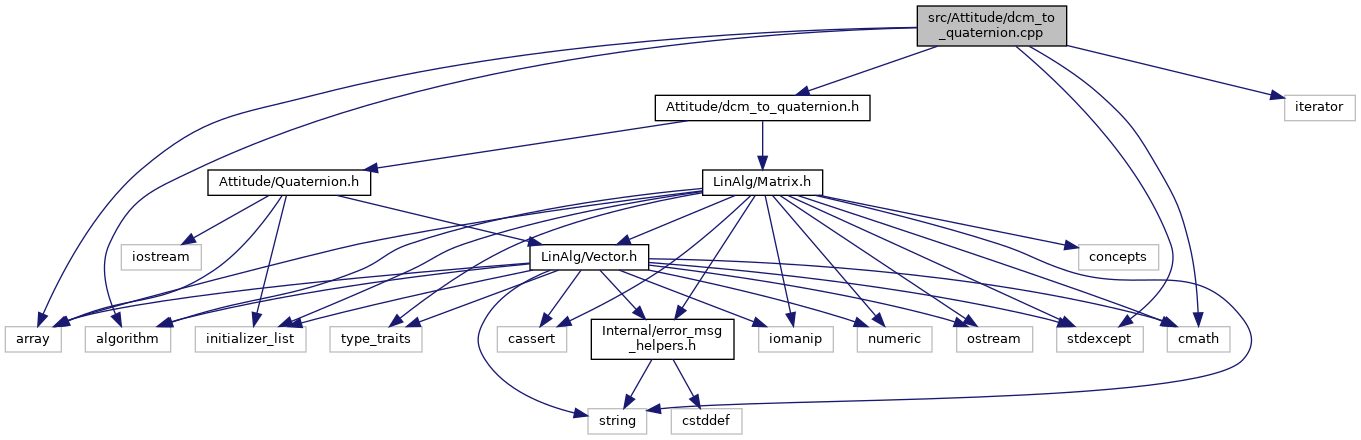 src/Attitude/dcm_to
_quaternion.cpp
Attitude/dcm_to_quaternion.h
iterator
Attitude/Quaternion.h
LinAlg/Matrix.h
iostream
LinAlg/Vector.h
concepts
array
algorithm
initializer_list
type_traits
cassert
Internal/error_msg
_helpers.h
iomanip
numeric
ostream
stdexcept
cmath
string
cstddef